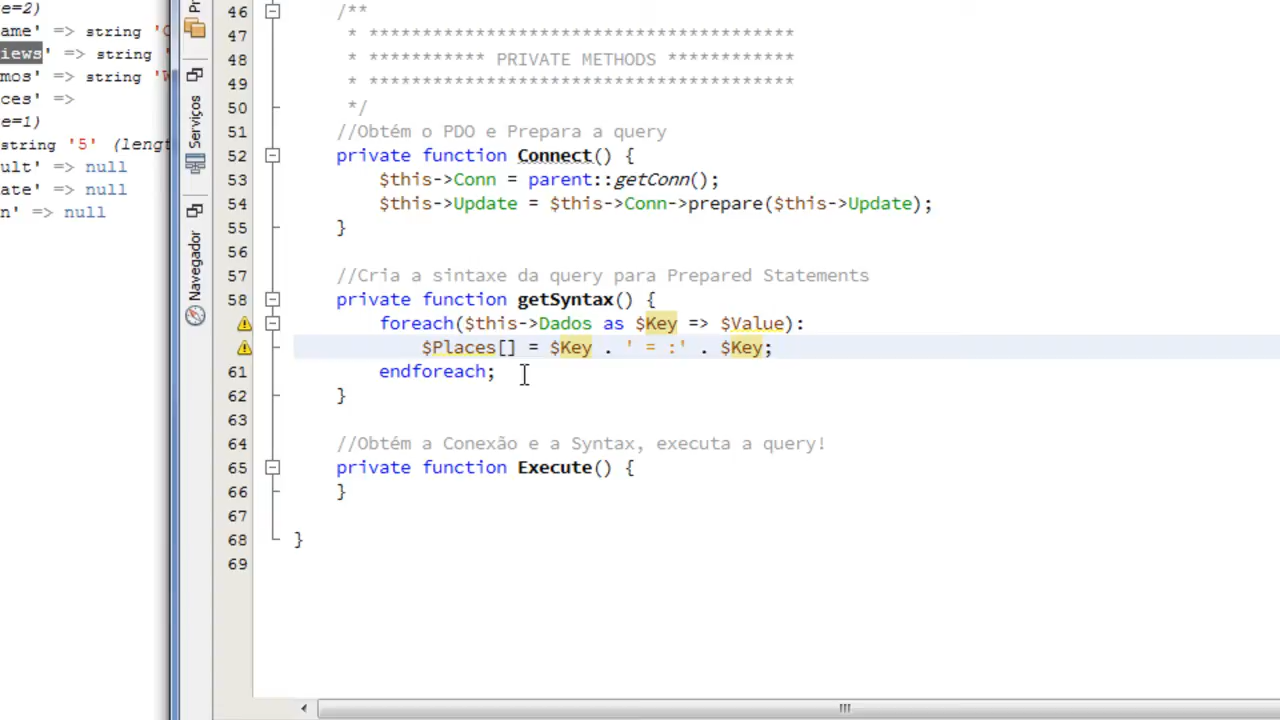 e=2)
ame' => string 'C
iews' => string '
mos' => string 'W
ces' =>
e=1)
string '5' (lengt
ult' => null
ate' => null
n' => null
Pr
Serviços
Navegador
46 /**
47 * ****************************************
48 * *********** PRIVATE METHODS ************
49 * ****************************************
50 */
51 //Obtém o PDO e Prepara a query
52 private function Connect() {
53 $this->Conn = parent::getConn();
54 $this->Update = $this->Conn->prepare($this->Update);
55 }
56
57 //Cria a sintaxe da query para Prepared Statements
58 private function getSyntax() {
foreach($this->Dados as $Key => $Value):
$Places[] = $Key . ' = :' . $Key;
61 endforeach;
62 }
63
64 //Obtém a Conexão e a Syntax, executa a query!
65 private function Execute() {
66 }
67
68 }
69